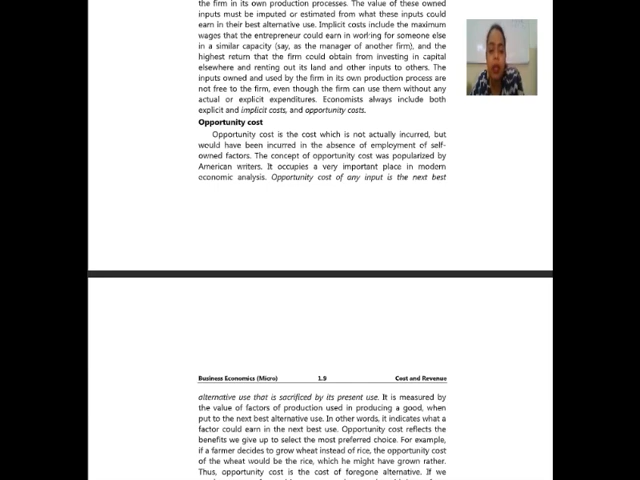 the firm in its own production processes. The value of these owned
inputs must be imputed or estimated from what these inputs could
earn in their best alternative use. Implicit costs include the maximum
wages that the entrepreneur could earn in working for someone else
in a similar capacity (say, as the manager of another firm), and the
highest return that the firm could obtain from investing in capital
elsewhere and renting out its land and other inputs to others. The
inputs owned and used by the firm in its own production process are
not free to the firm, even though the firm can use them without any
actual or explicit expenditures. Economists always include both
explicit and implicit costs, and opportunity costs.
Opportunity cost
Opportunity cost is the cost which is not actually incurred, but
would have been incurred in the absence of employment of self-
owned factors. The concept of opportunity cost was popularized by
American writers. It occupies a very important place in modern
economic analysis. Opportunity cost of any input is the next best
Business Economics (Micro) 1.9 Cost and Revenue
alternative use that is sacrificed by its present use. It is measured by
the value of factors of production used in producing a good, when
put to the next best alternative use. In other words, it indicates what a
factor could earn in the next best use. Opportunity cost reflects the
benefits we give up to select the most preferred choice. For example,
if a farmer decides to grow wheat instead of rice, the opportunity cost
of the wheat would be the rice, which he might have grown rather.
Thus, opportunity cost is the cost of foregone alternative. If we